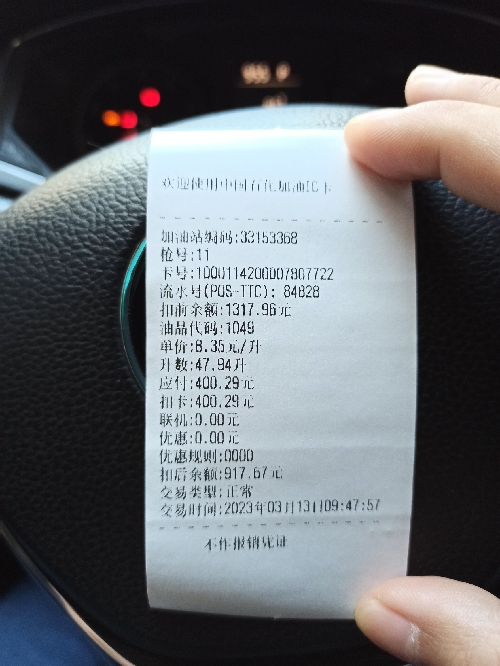 欢迎使用中国石化加油IC卡
加油站编码:33153368
枪号:11
卡号:1000114200007807722
流水号(POS-TTC): 84828
扣前余额:1317.96元
油品代码:1049
单价:8.35元/升
升数:47.94升
应付:400.29元
扣卡:400.29元
联机:0.00元
优惠:0.00元
优惠规则:0000
扣后余额:917.67元
交易类型:正常
交易时间:2023年03月13日09:47:57
不作报销凭证